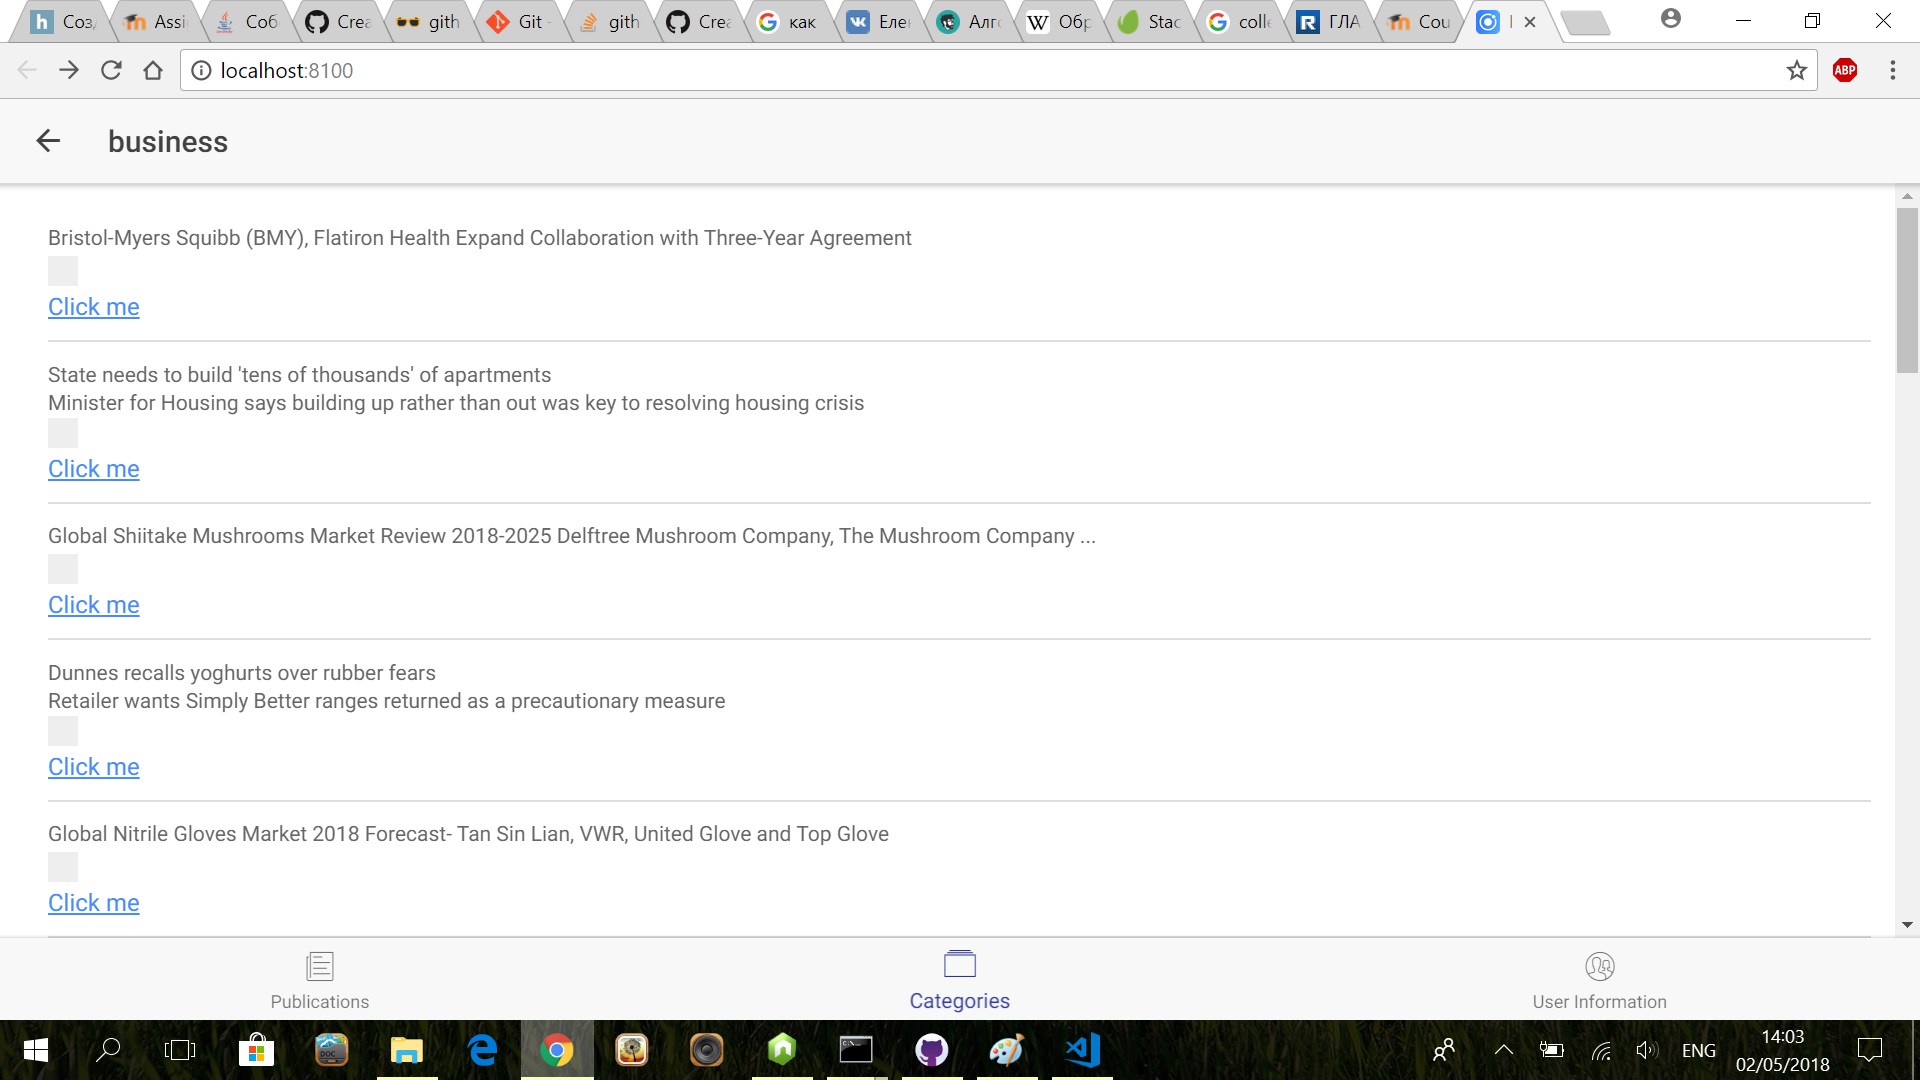 Созд
Assi
Соб
Crea
gith
Git -
gith
Crea
как
Елен
Алго
Обр
Stac
colle
ГЛА
Cou
localhost:8100
ABP
business
Bristol-Myers Squibb (BMY), Flatiron Health Expand Collaboration with Three-Year Agreement
Click me
State needs to build 'tens of thousands' of apartments
Minister for Housing says building up rather than out was key to resolving housing crisis
Click me
Global Shiitake Mushrooms Market Review 2018-2025 Delftree Mushroom Company, The Mushroom Company ...
Click me
Dunnes recalls yoghurts over rubber fears
Retailer wants Simply Better ranges returned as a precautionary measure
Click me
Global Nitrile Gloves Market 2018 Forecast- Tan Sin Lian, VWR, United Glove and Top Glove
Click me
Publications
Categories
User Information
DOC
ENG
14:03
02/05/2018